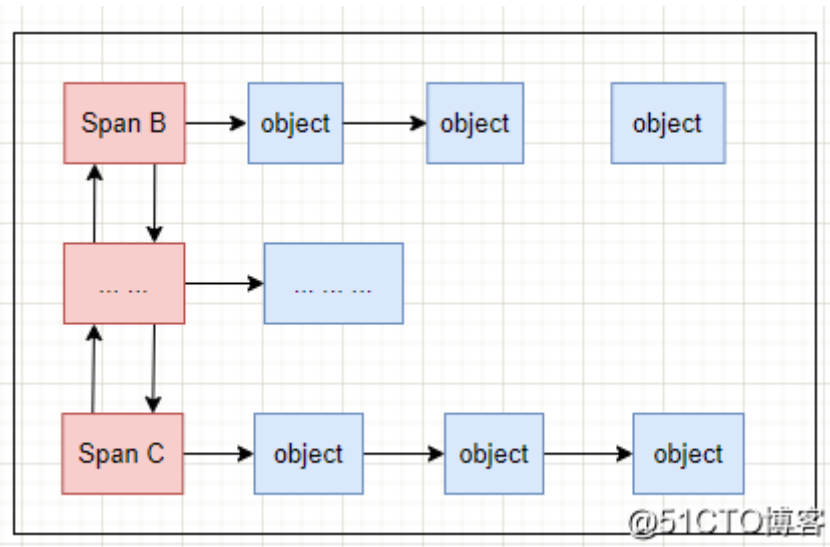 Span B
object
object
object
... ...
... ... ...
Span C
object
object
object
@51CTO博客